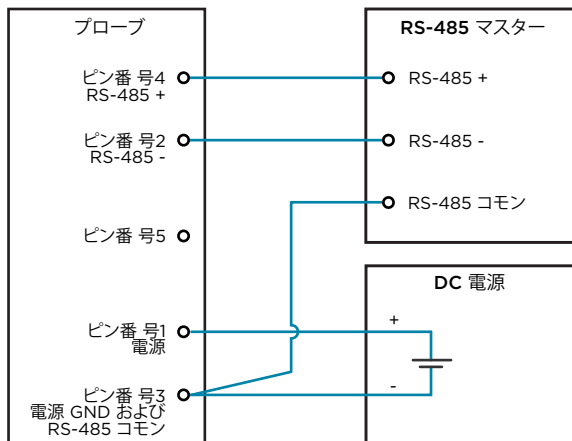 プローブ
ピン番 号4
RS-485 +
ピン番 号2
RS-485 -
ピン番 号5
ピン番 号1
電源
ピン番 号3
電源 GND および
RS-485 コモン
RS-485 マスター
RS-485 +
RS-485 -
RS-485 コモン
DC 電源
+
-